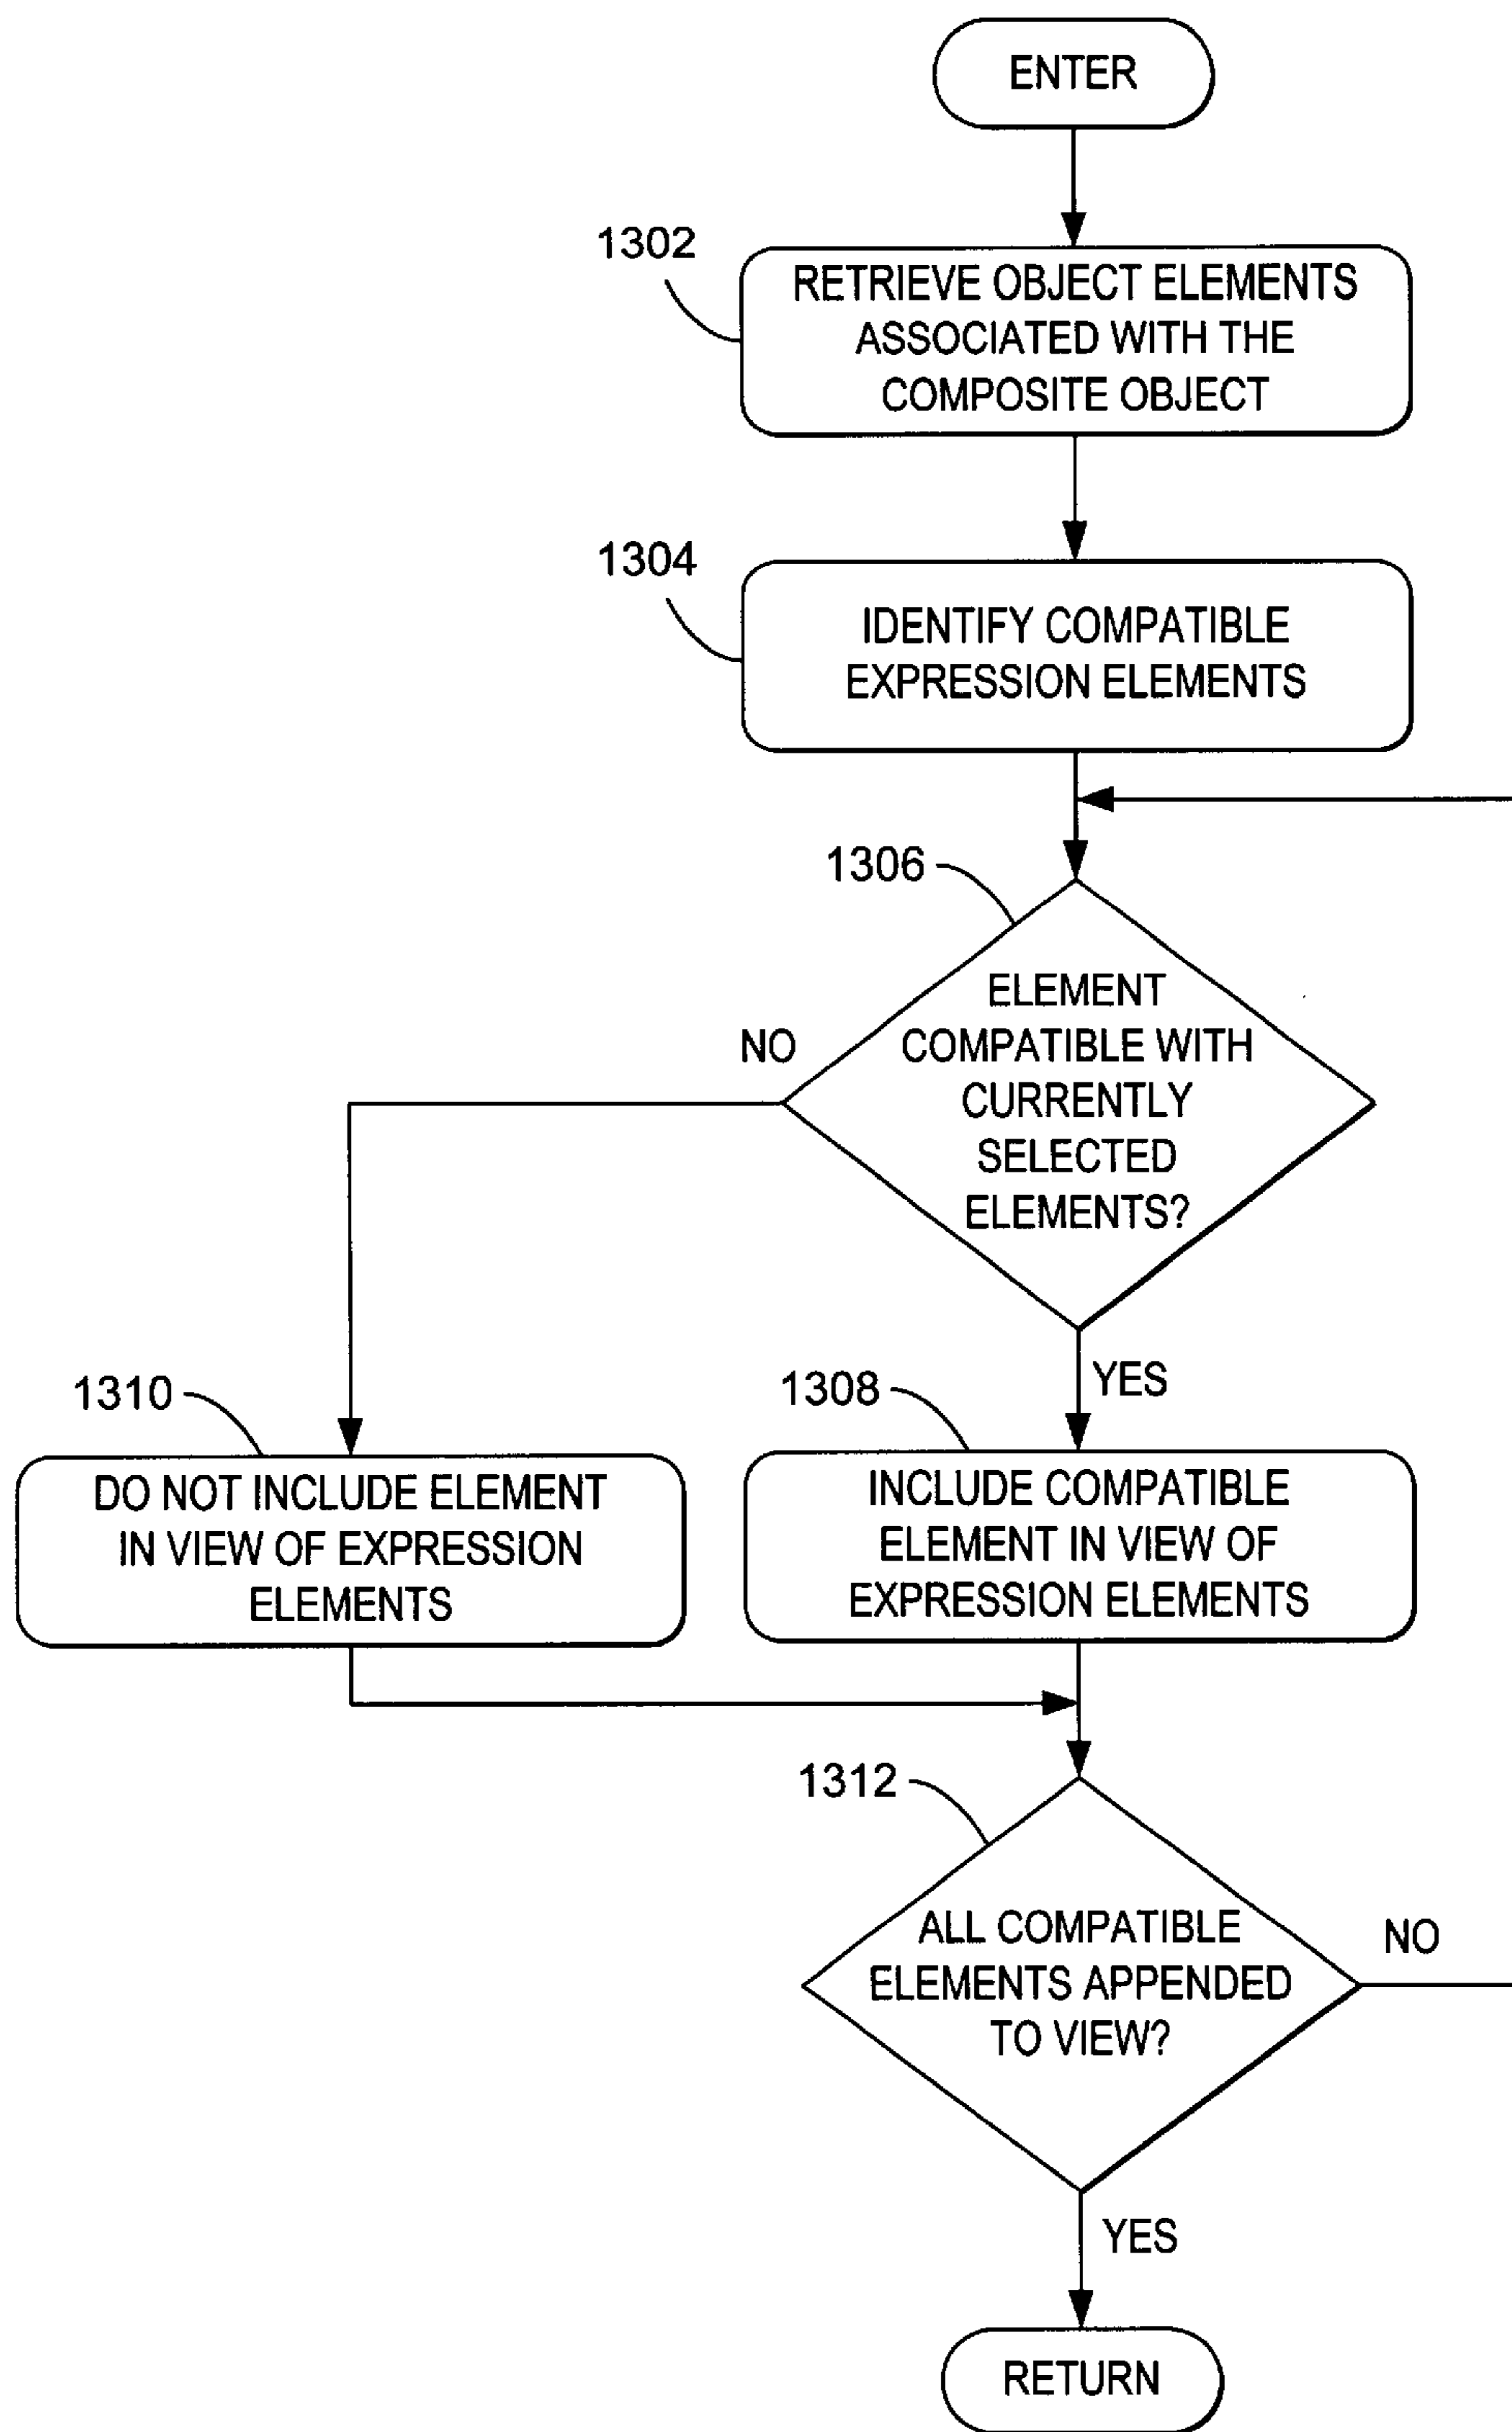 ENTER
1302
RETRIEVE OBJECT ELEMENTS
ASSOCIATED WITH THE
COMPOSITE OBJECT
1304
IDENTIFY COMPATIBLE
EXPRESSION ELEMENTS
1306
ELEMENT
COMPATIBLE WITH
CURRENTLY
SELECTED
ELEMENTS?
NO
YES
1310
DO NOT INCLUDE ELEMENT
IN VIEW OF EXPRESSION
ELEMENTS
1308
INCLUDE COMPATIBLE
ELEMENT IN VIEW OF
EXPRESSION ELEMENTS
1312
ALL COMPATIBLE
ELEMENTS APPENDED
TO VIEW?
NO
YES
RETURN